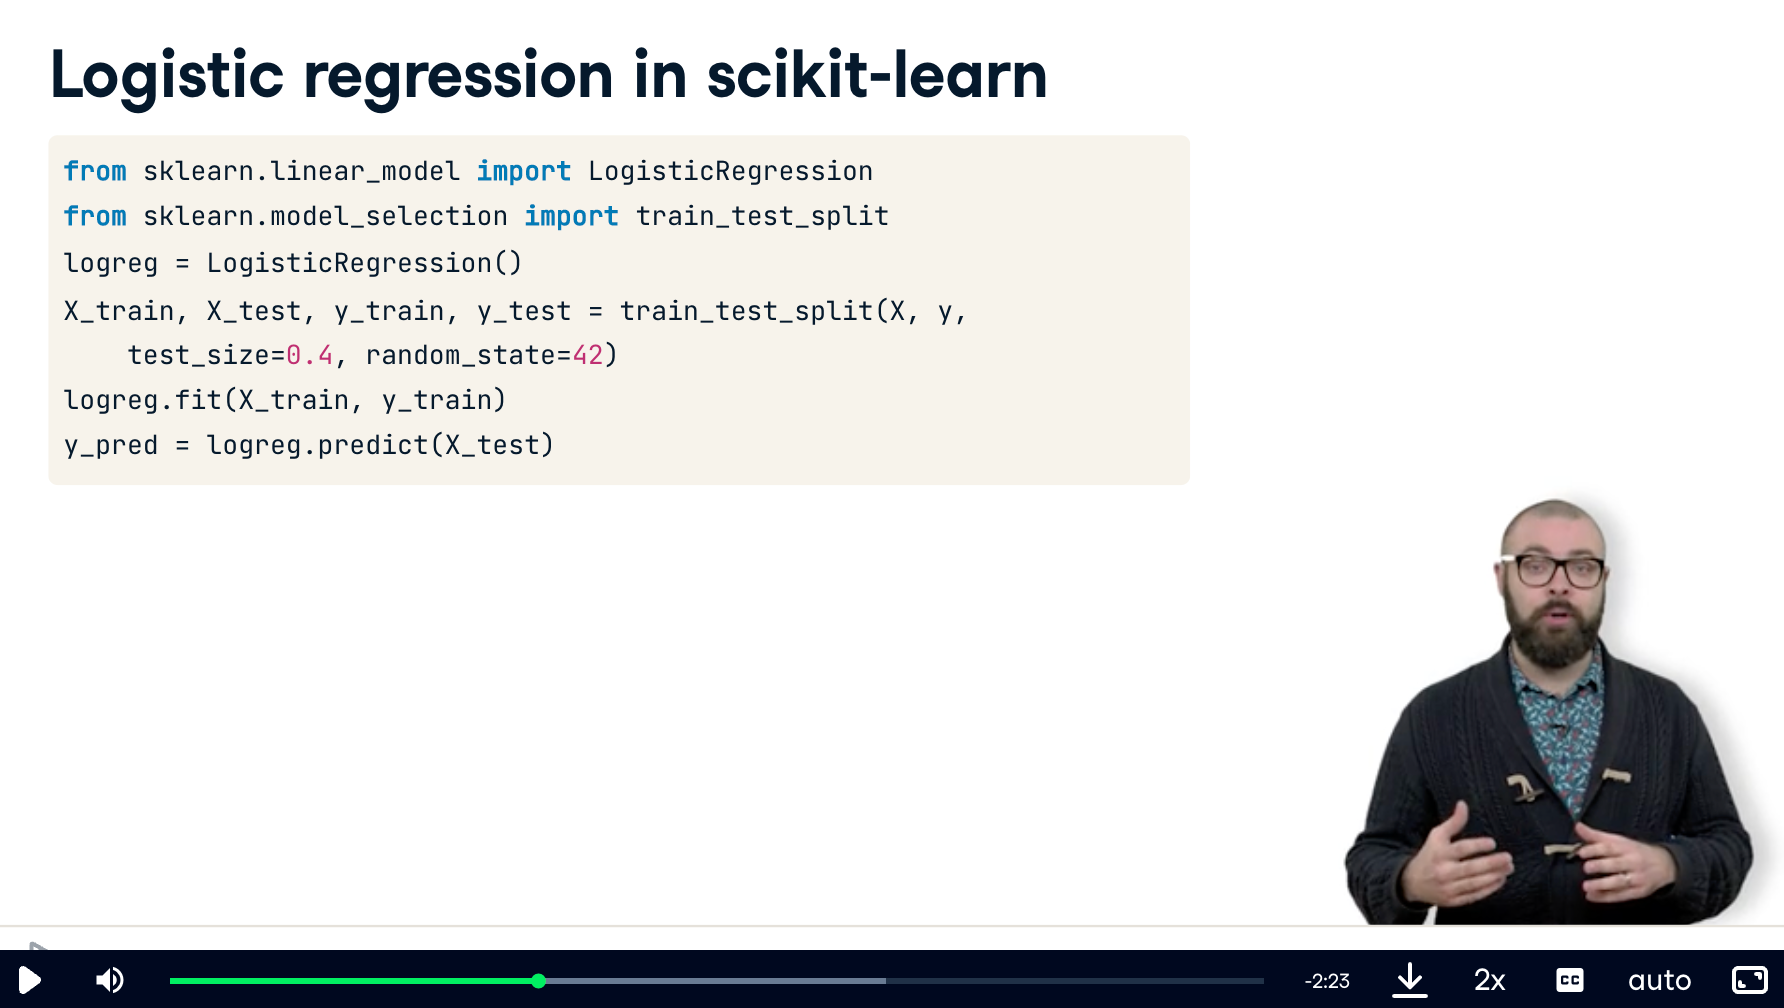 Logistic regression in scikit-learn
from sklearn.linear_model import LogisticRegression
from sklearn.model_selection import train_test_split
logreg = LogisticRegression()
X_train, X_test, y_train, y_test = train_test_split(X, y,
    test_size=0.4, random_state=42)
logreg.fit(X_train, y_train)
y_pred = logreg.predict(X_test)
-2:23 2x CC auto